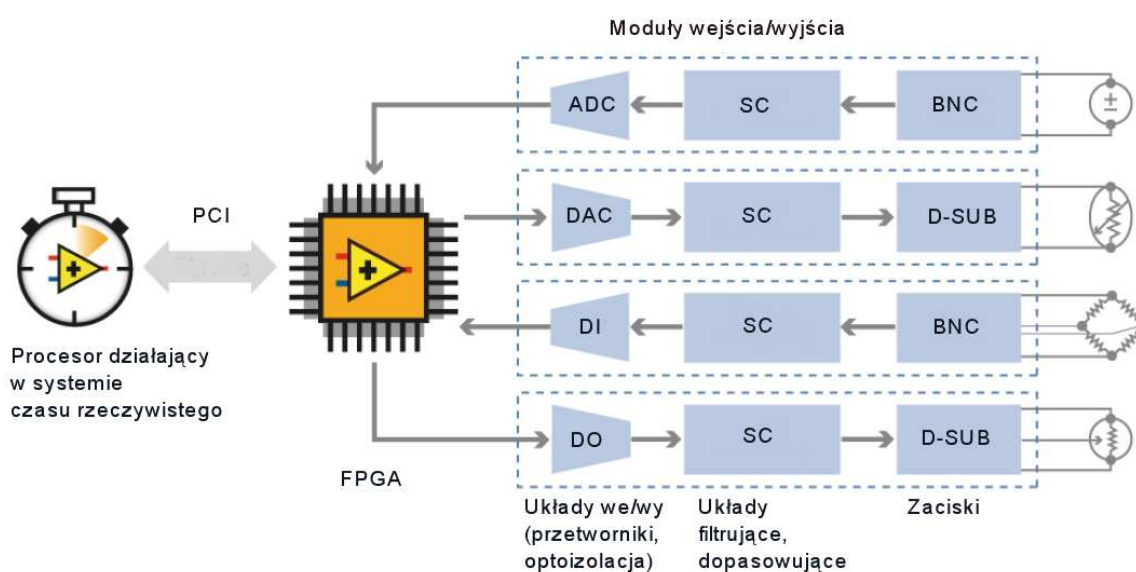 Moduły wejścia/wyjścia
ADC
SC
BNC
PCI
DAC
SC
D-SUB
DI
SC
BNC
Procesor działający
w systemie
czasu rzeczywistego
DO
SC
D-SUB
FPGA
Układy we/wy
(przetworniki,
optoizolacja)
Układy
filtrujące,
dopasowujące
Zaciski